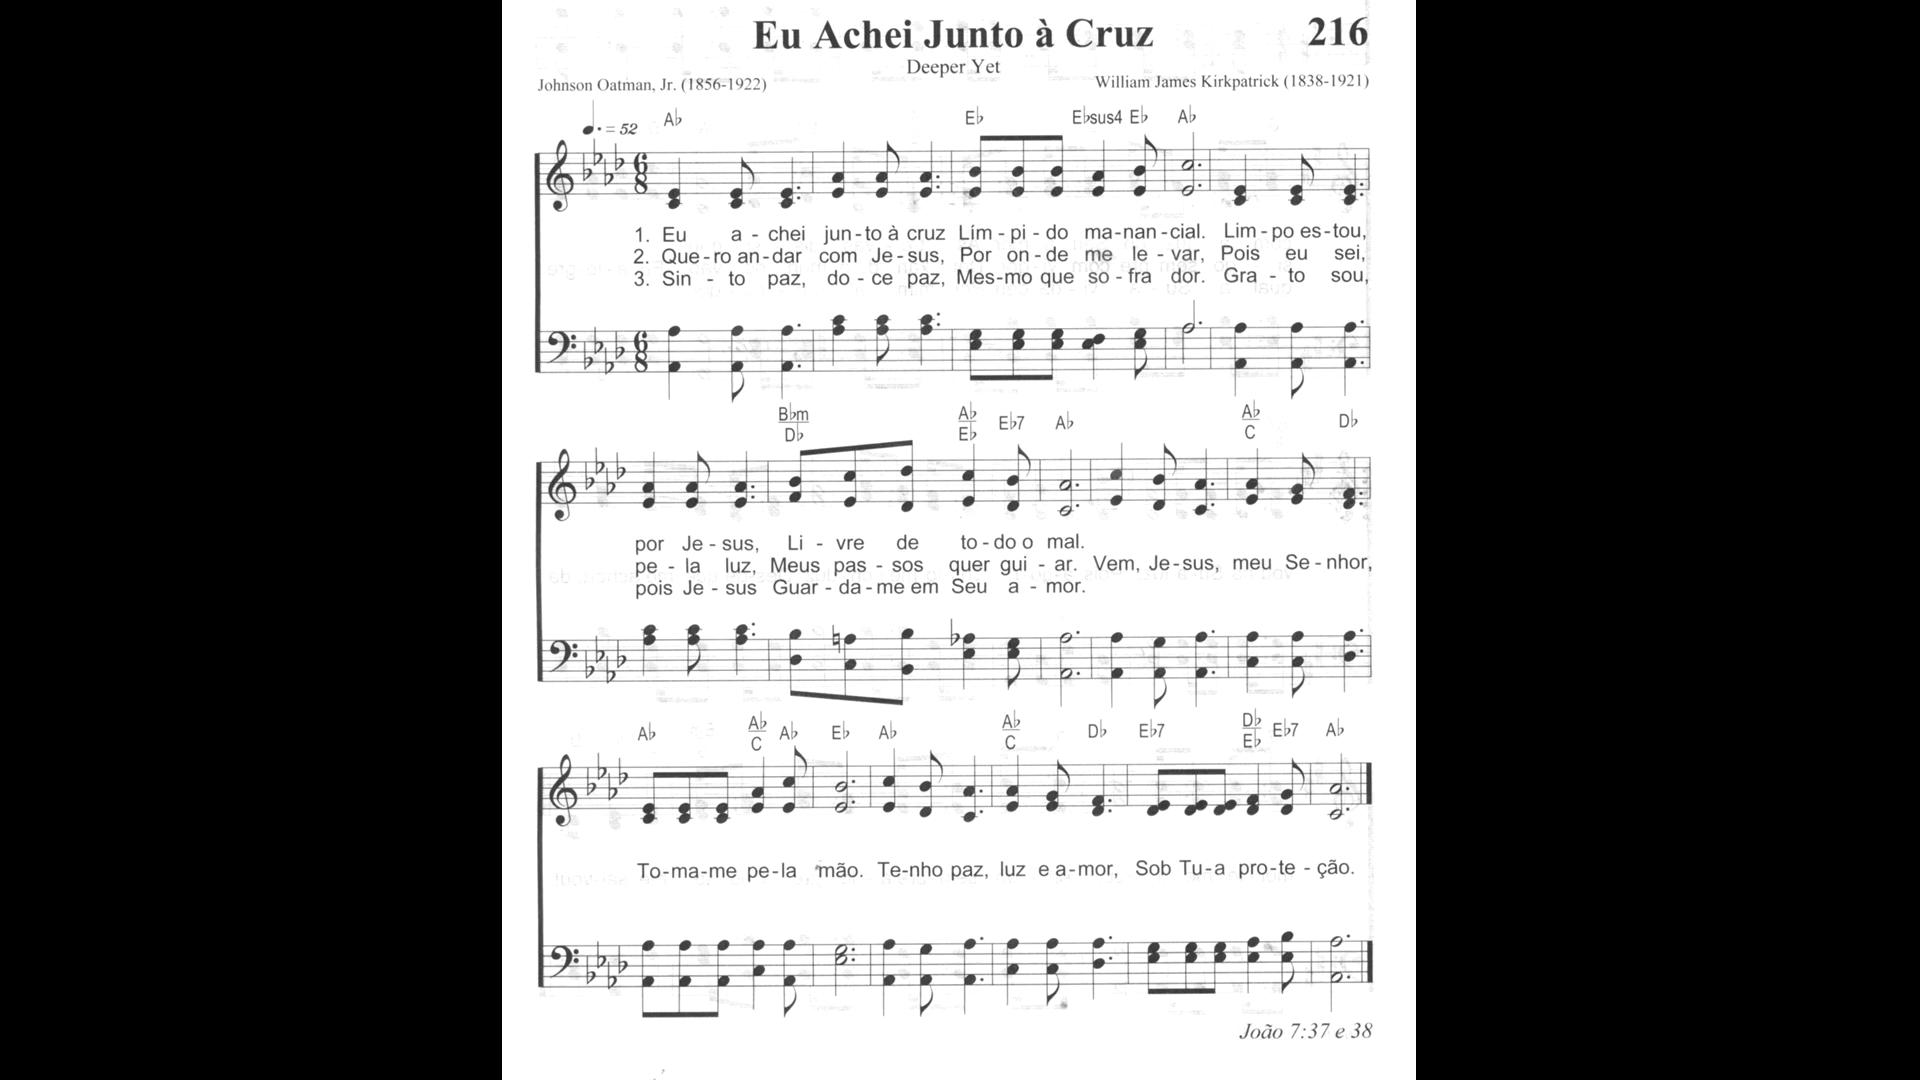 Eu Achei Junto à Cruz 216
Deeper Yet
Johnson Oatman, Jr. (1856-1922) William James Kirkpatrick (1838-1921)
♩. = 52 A♭ E♭ E♭sus4 E♭ A♭
6 8
1. Eu a - chei jun-to à cruz Lím-pi-do ma-nan-cial. Lim-po es-tou,
2. Que-ro an-dar com Je-sus, Por on-de me le-var, Pois eu sei,
3. Sin - to paz, do-ce paz, Mes-mo que so-fra dor. Gra-to sou,
6 8
B♭m/D♭ A♭/E♭ E♭7 A♭ A♭/C D♭
por Je-sus, Li - vre de to-do o mal.
pe - la luz, Meus pas-sos quer gui-ar. Vem, Je-sus, meu Se-nhor,
pois Je-sus Guar-da-me em Seu a-mor.
A♭ A♭/C A♭ E♭ A♭ A♭/C D♭ E♭7 D♭/E♭ E♭7 A♭
To-ma-me pe-la mão. Te-nho paz, luz e a-mor, Sob Tu-a pro-te-ção.
João 7:37 e 38